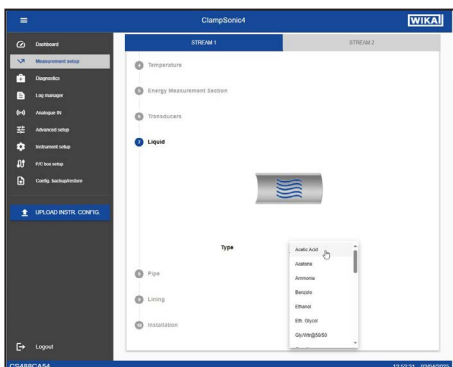 ClampSonic4
WIKA
Dashboard
Measurement setup
Diagnostics
Log manager
Analogue IN
Advanced setup
Instrument setup
P/C box setup
Config. backup/restore
UPLOAD INSTR. CONFIG.
Logout
STREAM 1
STREAM 2
4 Temperature
5 Energy Measurement Section
6 Transducers
7 Liquid
Type
Acetic Acid
Acetone
Ammonia
Benzole
Ethanol
Eth. Glycol
Gly/Wtr@50/50
8 Pipe
9 Lining
10 Installation
CS488CA54